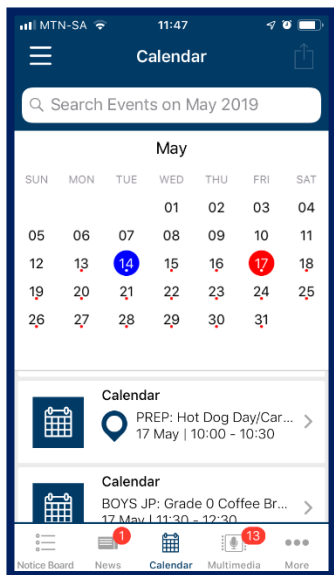 MTN-SA 11:47
Calendar
Search Events on May 2019
May
SUN MON TUE WED THU FRI SAT
01 02 03 04
05 06 07 08 09 10 11
12 13 14 15 16 17 18
19 20 21 22 23 24 25
26 27 28 29 30 31
Calendar
PREP: Hot Dog Day/Car...
17 May | 10:00 - 10:30
Calendar
BOYS JP: Grade 0 Coffee Br...
17 May | 11:30 - 12:30
1 13
Notice Board News Calendar Multimedia More